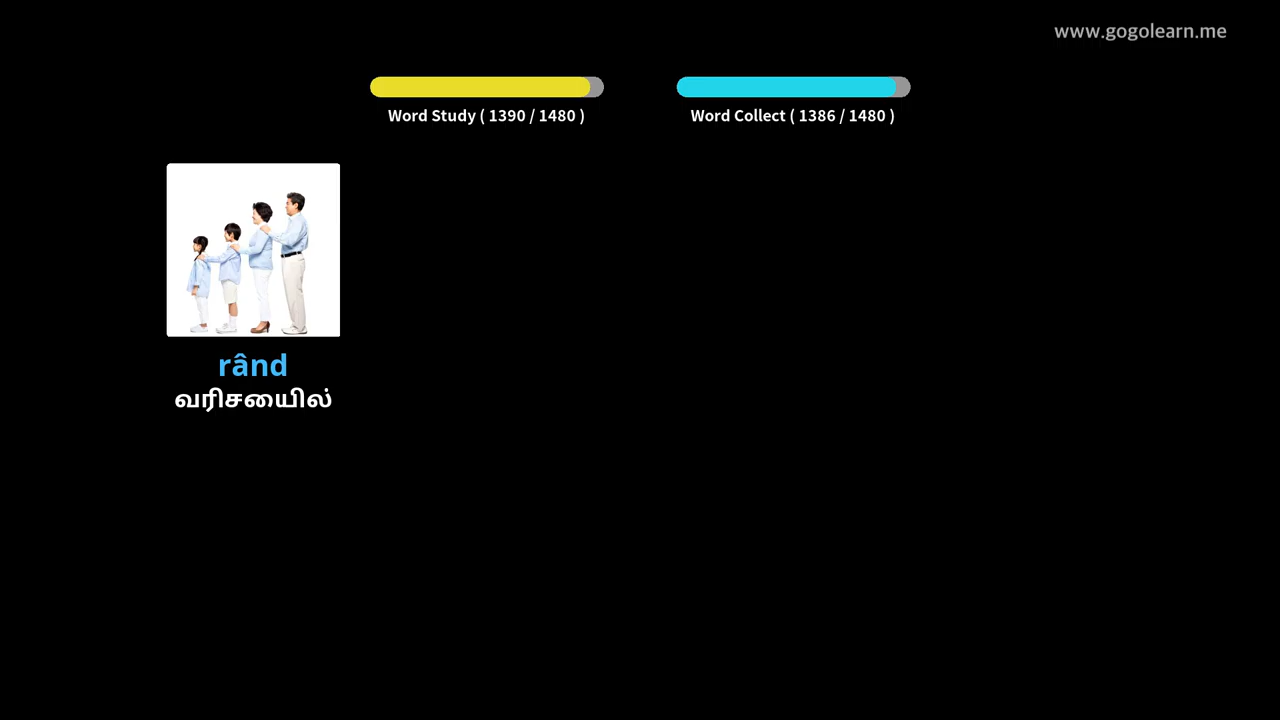 www.gogolearn.me
Word Study ( 1390 / 1480 )
Word Collect ( 1386 / 1480 )
rând
வரிசையில்